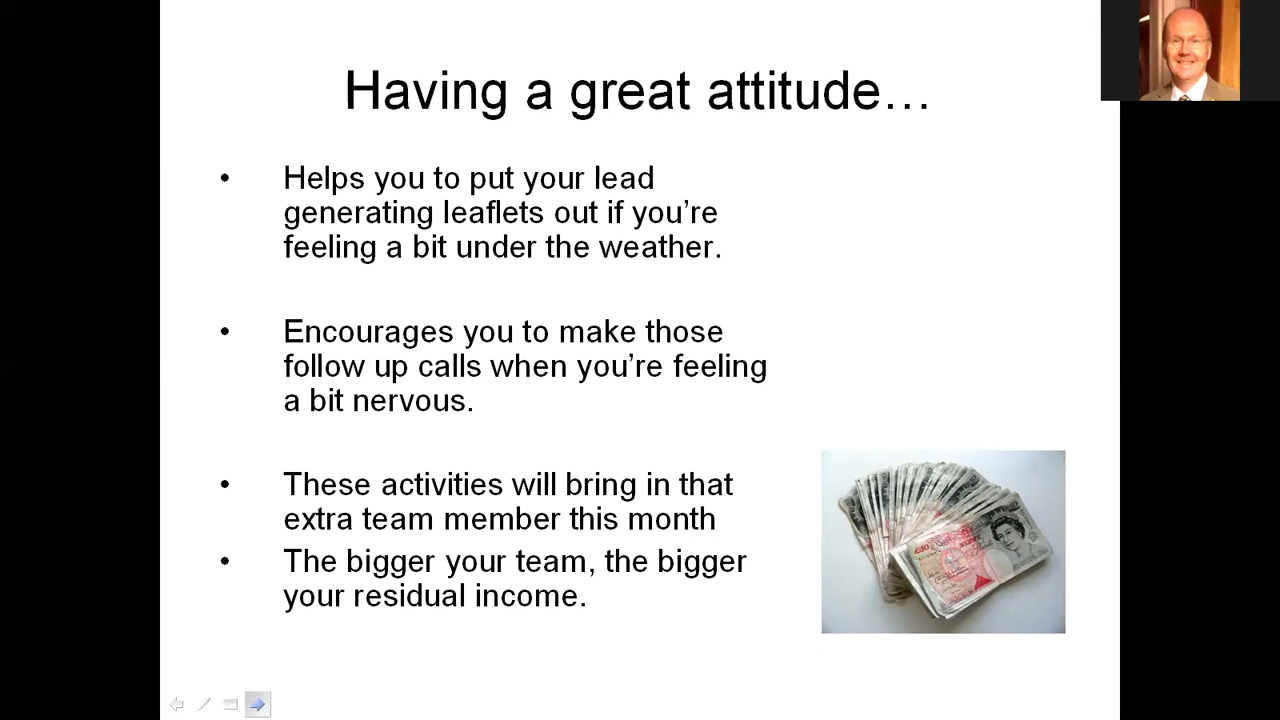 Having a great attitude…
• Helps you to put your lead
generating leaflets out if you’re
feeling a bit under the weather.
• Encourages you to make those
follow up calls when you’re feeling
a bit nervous.
• These activities will bring in that
extra team member this month
• The bigger your team, the bigger
your residual income.
£50